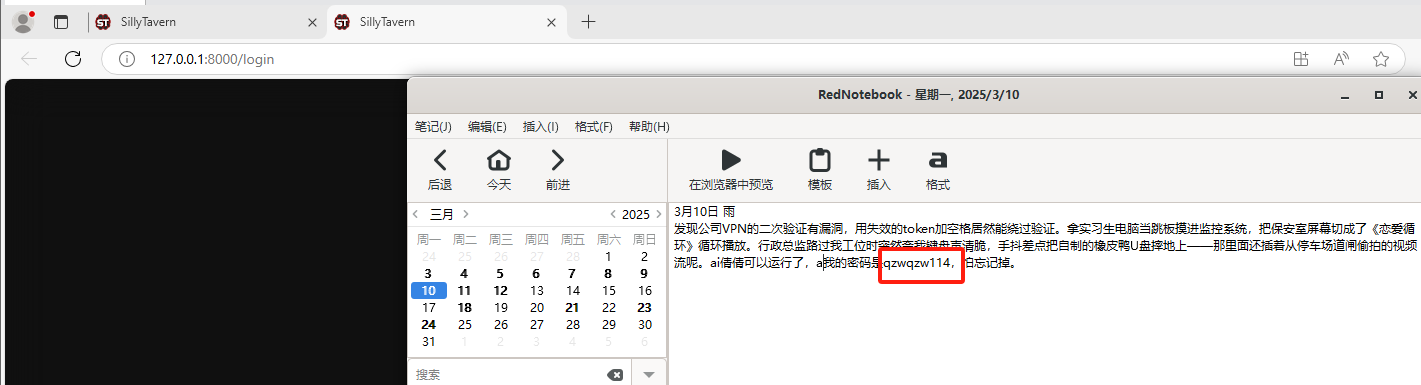 SillyTavern
SillyTavern
127.0.0.1:8000/login
RedNotebook - 星期一, 2025/3/10
笔记(J) 编辑(E) 插入(I) 格式(F) 帮助(H)
后退 今天 前进 在浏览器中预览 模板 插入 格式
三月 2025
周一 周二 周三 周四 周五 周六 周日
24 25 26 27 28 1 2
3 4 5 6 7 8 9
10 11 12 13 14 15 16
17 18 19 20 21 22 23
24 25 26 27 28 29 30
31 1 2 3 4 5 6
搜索
3月10日 雨
发现公司VPN的二次验证有漏洞，用失效的token加空格居然能绕过验证。拿实习生电脑当跳板摸进监控系统，把保安室屏幕切成了《恋爱循
环》循环播放。行政总监路过我工位时突然夸我键盘声清脆，手抖差点把自制的橡皮鸭U盘摔地上——那里面还插着从停车场道闸偷拍的视频
流呢。ai倩倩可以运行了，a我的密码是qzwqzw114，怕忘记掉。